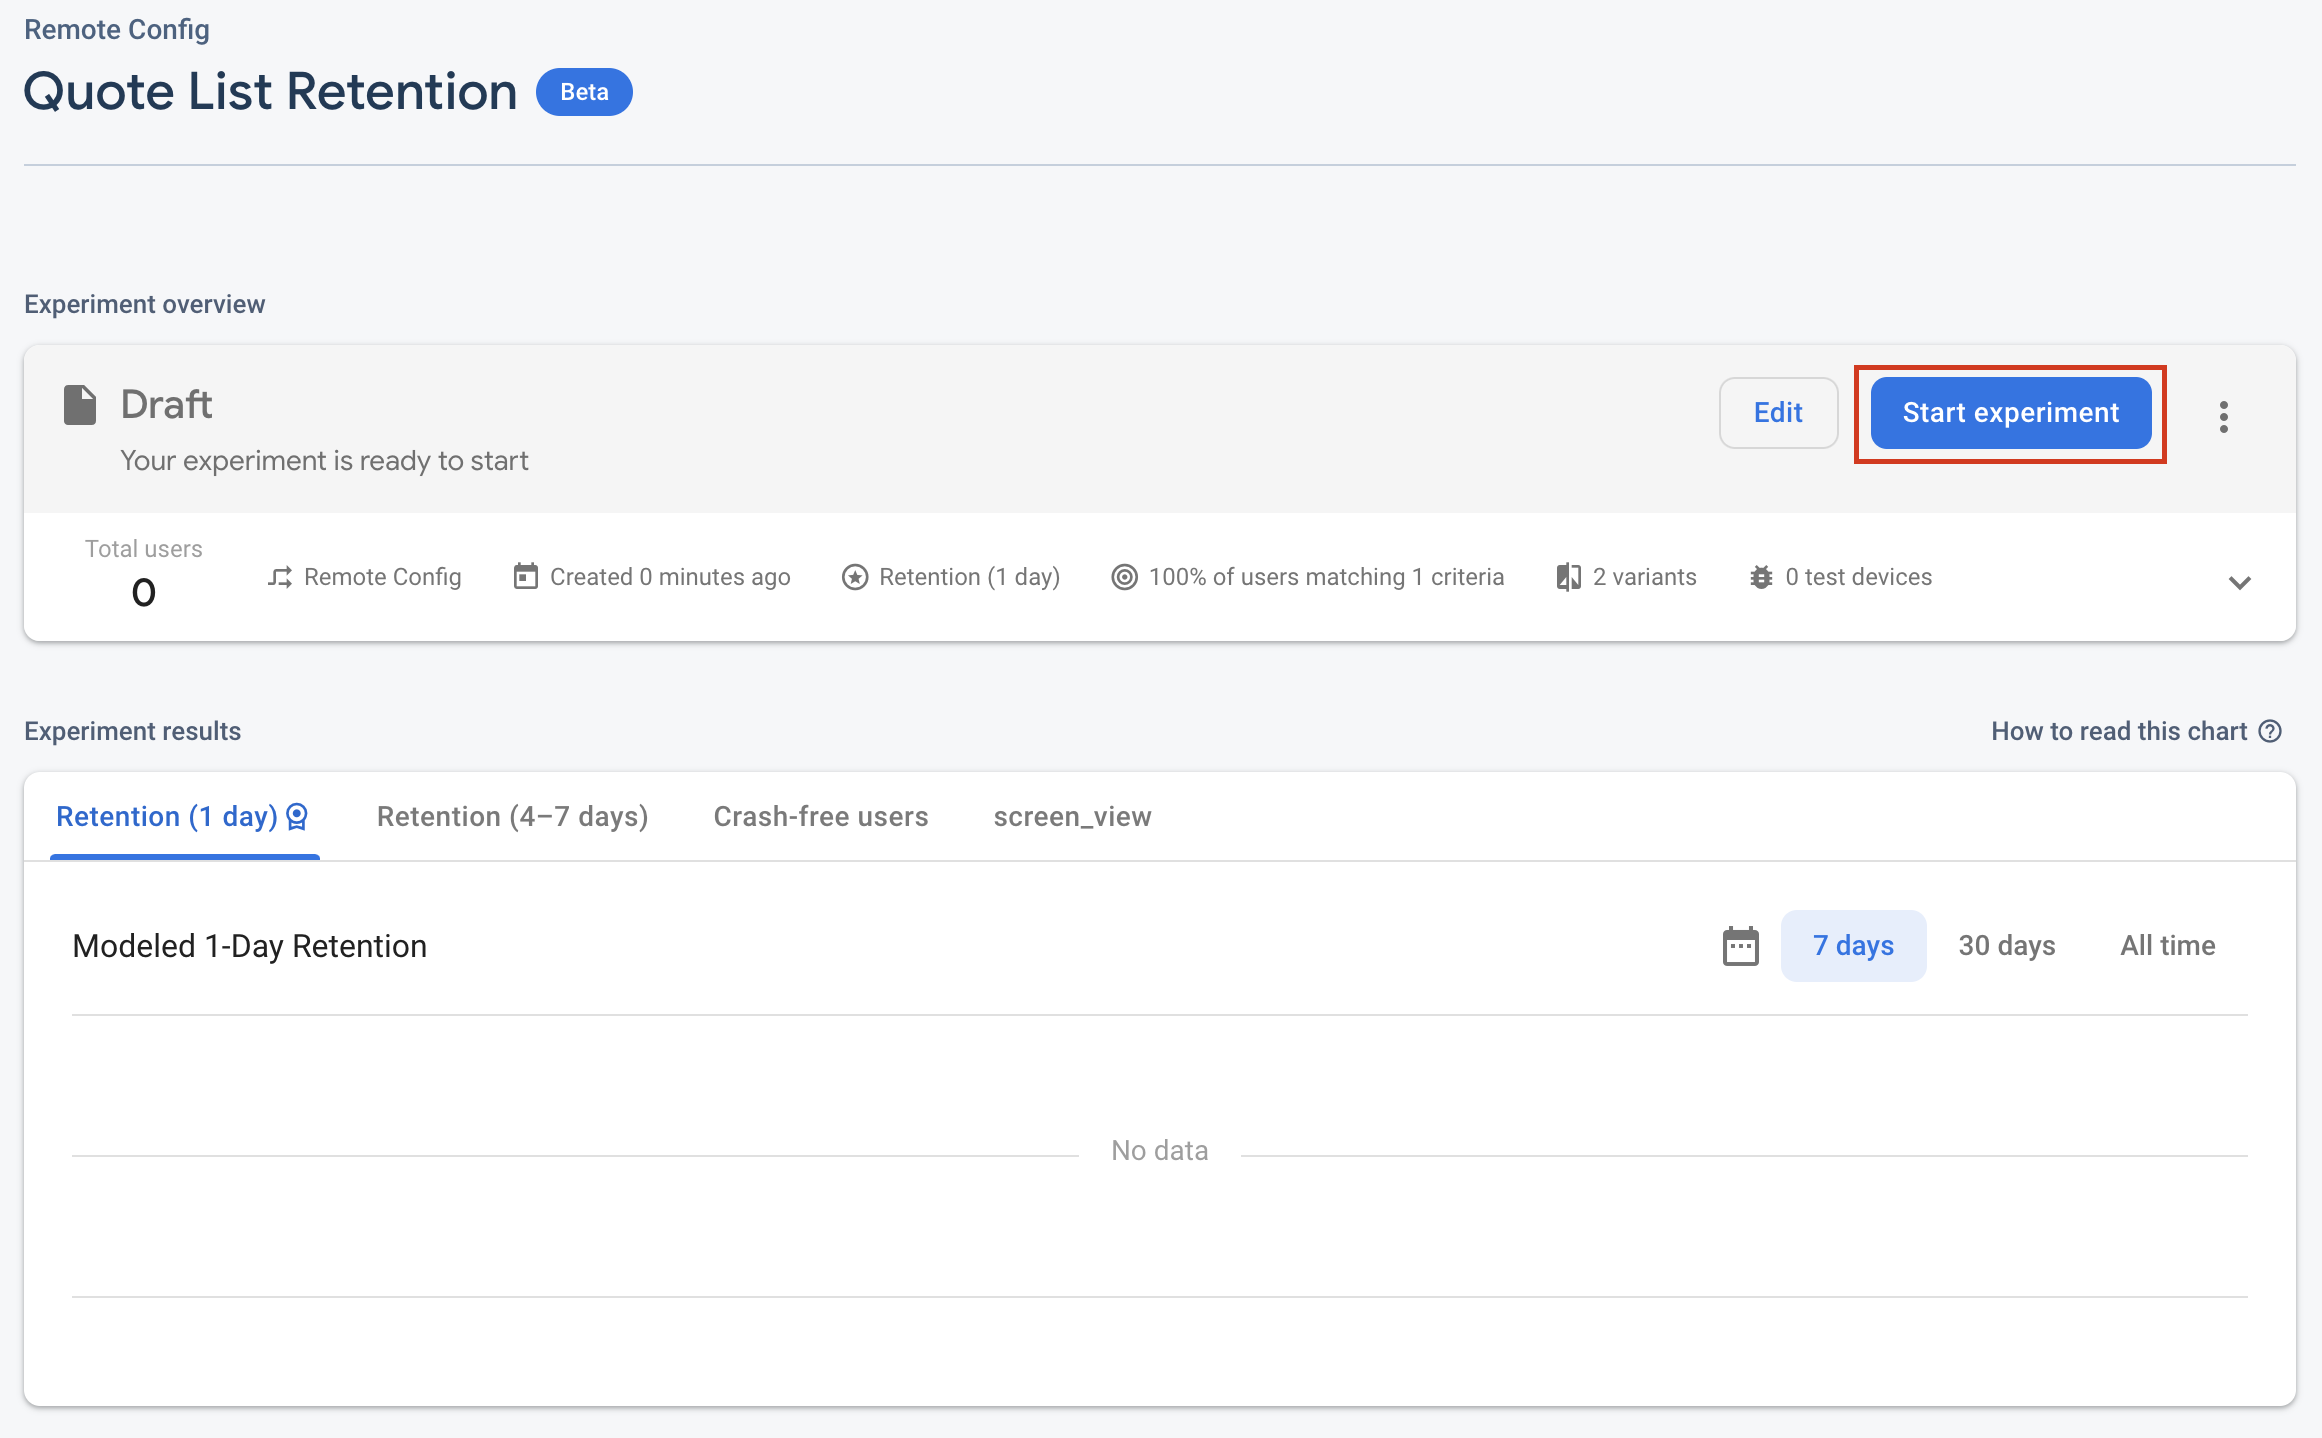 Remote Config
Quote List Retention Beta
Experiment overview
Draft
Your experiment is ready to start
Edit
Start experiment
Total users
0
Remote Config
Created 0 minutes ago
Retention (1 day)
100% of users matching 1 criteria
2 variants
0 test devices
Experiment results
How to read this chart
Retention (1 day)
Retention (4–7 days)
Crash-free users
screen_view
Modeled 1-Day Retention
7 days
30 days
All time
No data